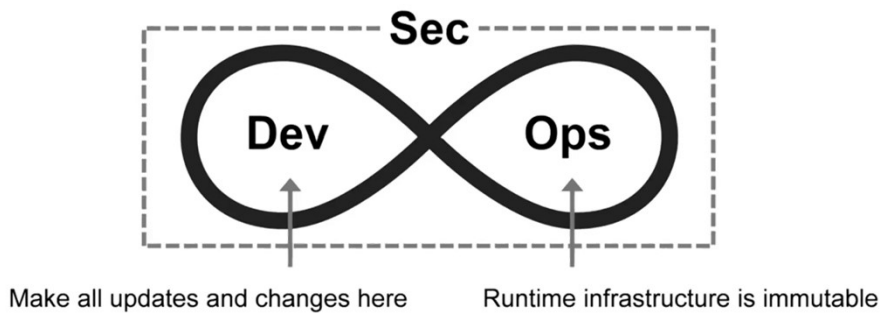 Sec
Dev
Ops
Make all updates and changes here
Runtime infrastructure is immutable